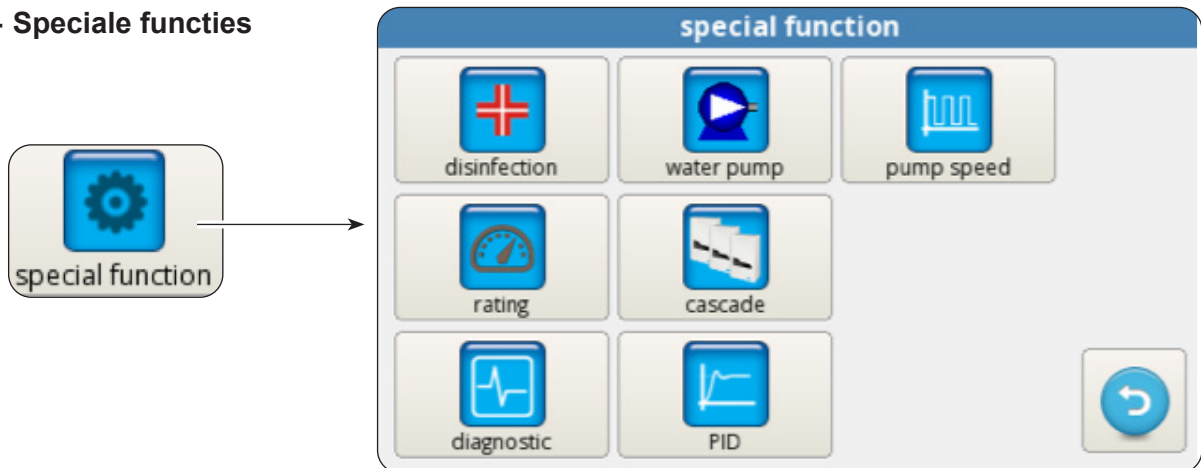 - Speciale functies
special function
special function
disinfection
water pump
pump speed
rating
cascade
diagnostic
PID